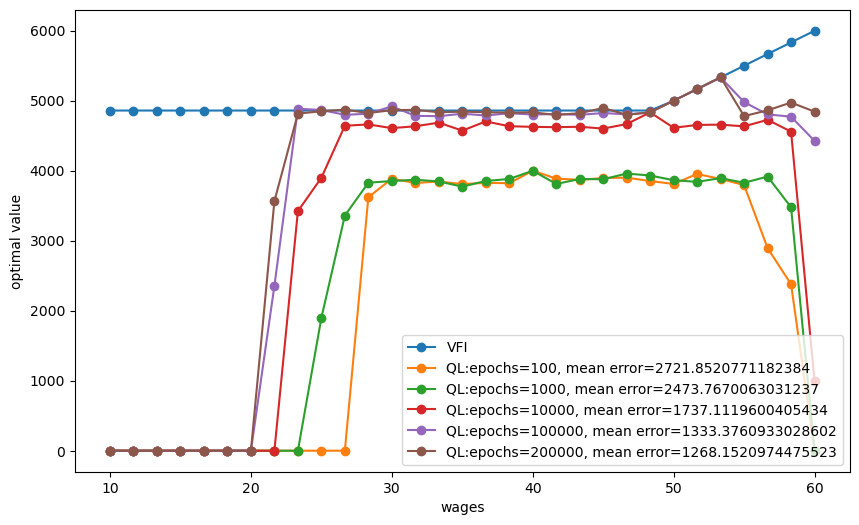 6000
5000
4000
3000
2000
1000
0
optimal value
10
20
30
40
50
60
wages
VFI
QL:epochs=100, mean error=2721.8520771182384
QL:epochs=1000, mean error=2473.7670063031237
QL:epochs=10000, mean error=1737.1119600405434
QL:epochs=100000, mean error=1333.3760933028602
QL:epochs=200000, mean error=1268.1520974475523